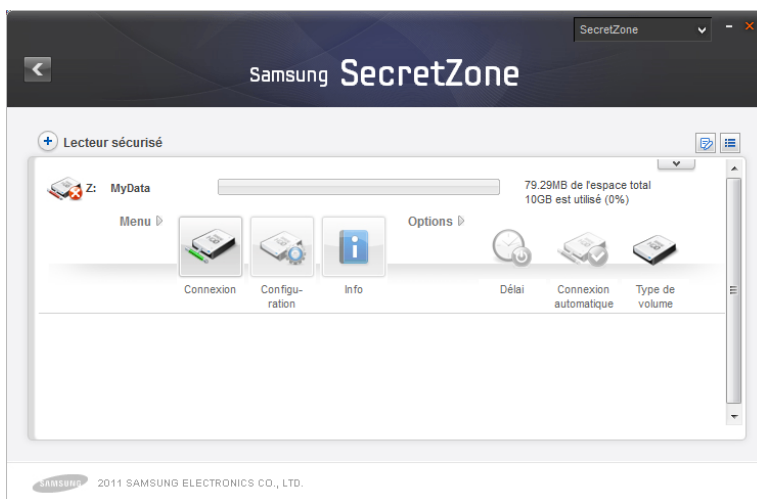 SecretZone
Samsung SecretZone
Lecteur sécurisé
Z: MyData
79.29MB de l'espace total
10GB est utilisé (0%)
Menu
Options
Connexion
Configu-
ration
Info
Délai
Connexion
automatique
Type de
volume
SAMSUNG 2011 SAMSUNG ELECTRONICS CO., LTD.